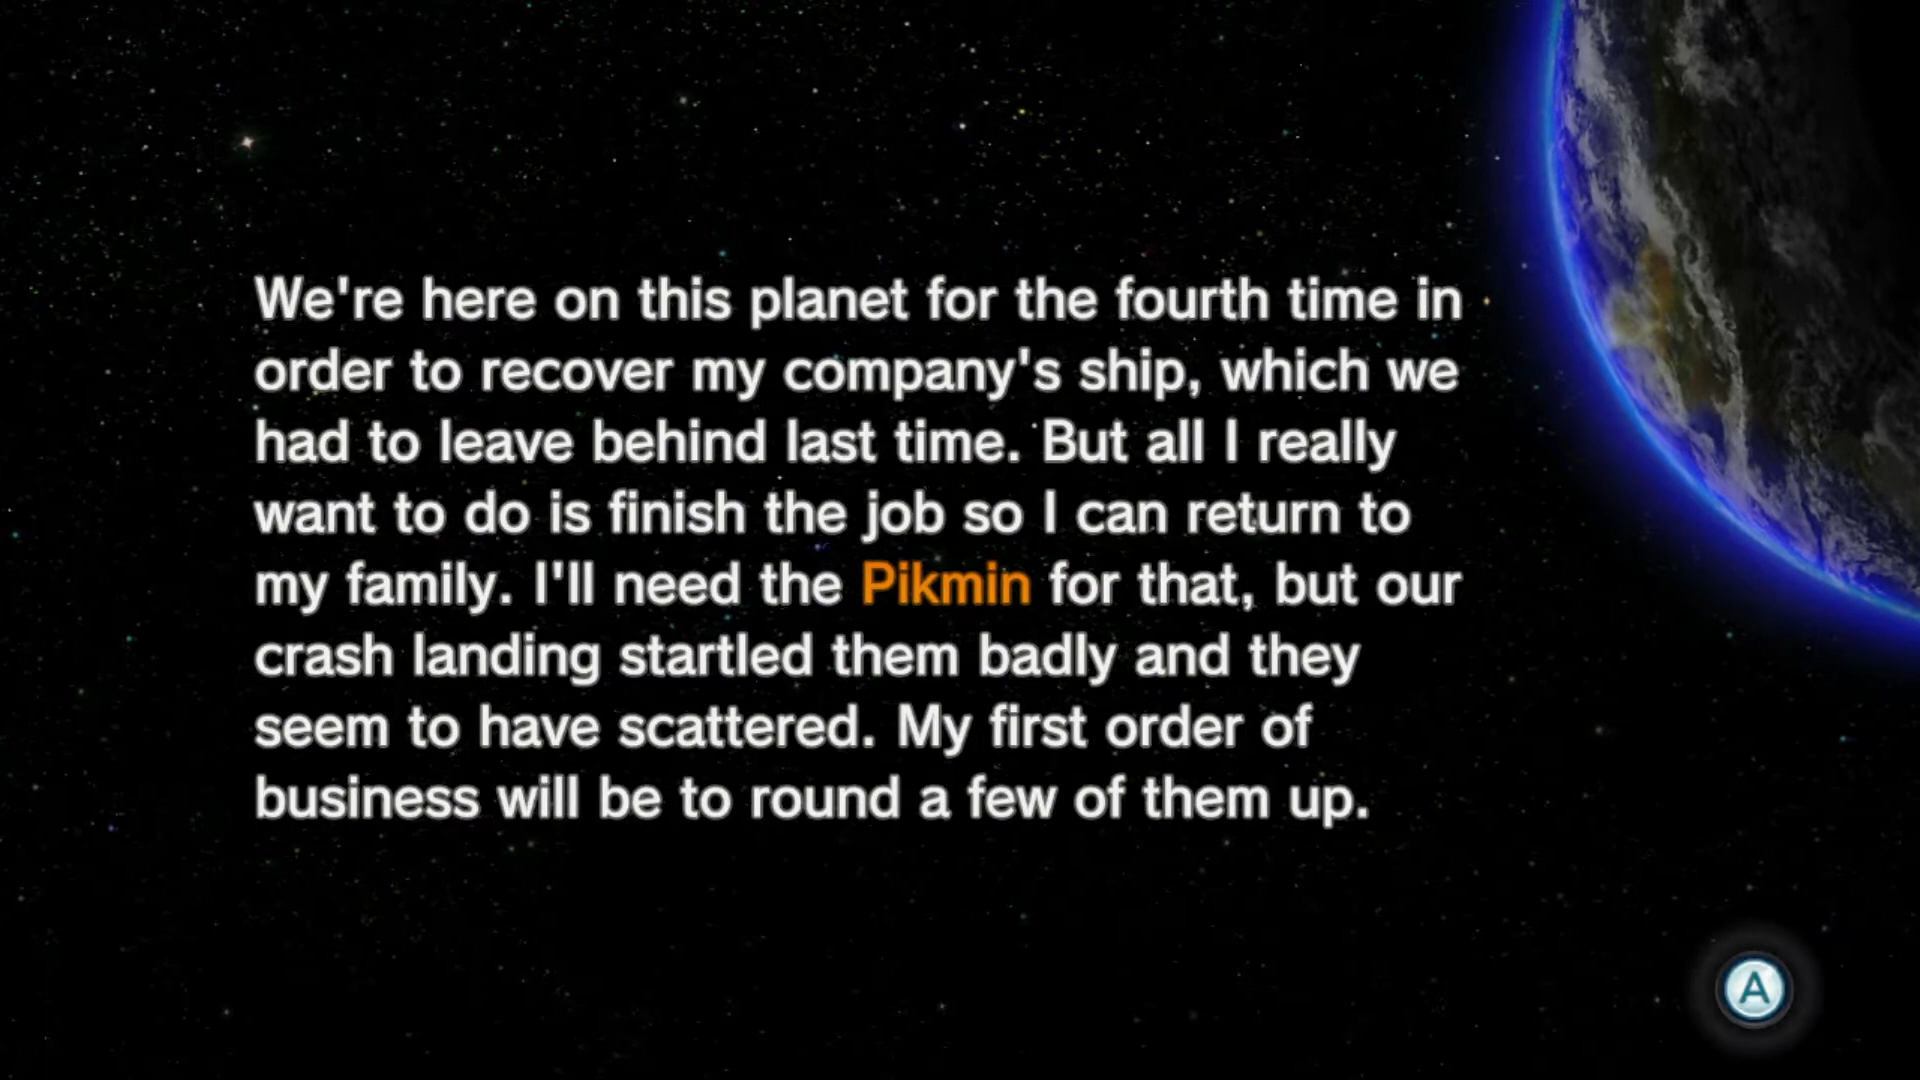 We're here on this planet for the fourth time in
order to recover my company's ship, which we
had to leave behind last time. But all I really
want to do is finish the job so I can return to
my family. I'll need the Pikmin for that, but our
crash landing startled them badly and they
seem to have scattered. My first order of
business will be to round a few of them up.
A